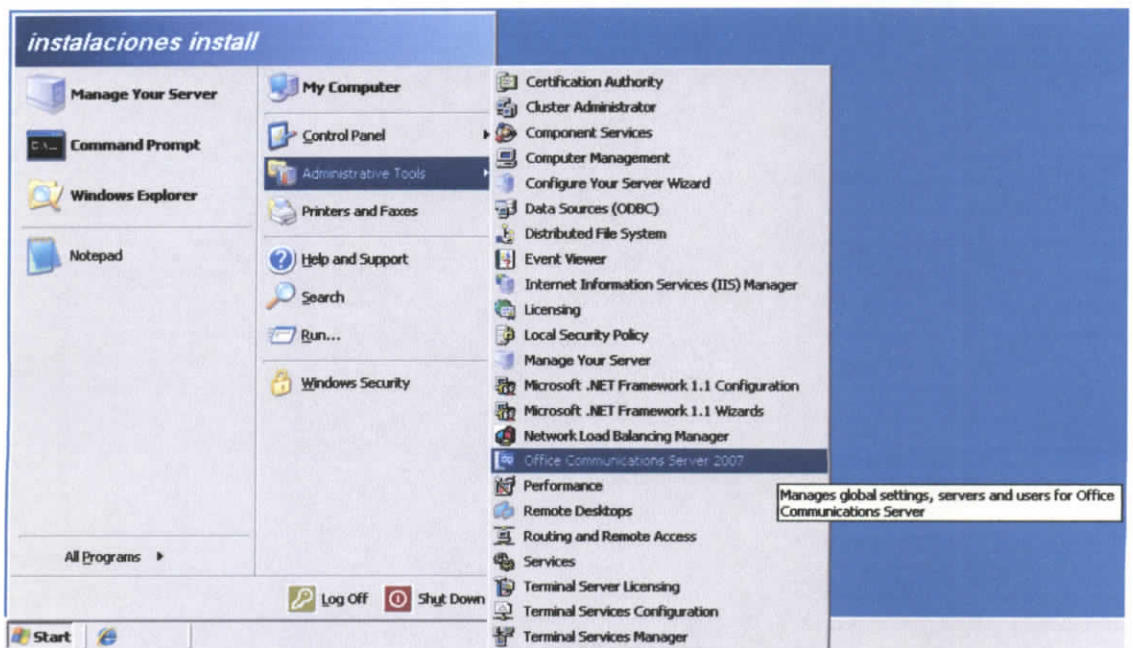 instalaciones install
Manage Your Server
Command Prompt
Windows Explorer
Notepad
All Programs
My Computer
Control Panel
Administrative Tools
Printers and Faxes
Help and Support
Search
Run...
Windows Security
Log Off
Shut Down
Certification Authority
Cluster Administrator
Component Services
Computer Management
Configure Your Server Wizard
Data Sources (ODBC)
Distributed File System
Event Viewer
Internet Information Services (IIS) Manager
Licensing
Local Security Policy
Manage Your Server
Microsoft .NET Framework 1.1 Configuration
Microsoft .NET Framework 1.1 Wizards
Network Load Balancing Manager
Office Communications Server 2007
Performance
Remote Desktops
Routing and Remote Access
Services
Terminal Server Licensing
Terminal Services Configuration
Terminal Services Manager
Manages global settings, servers and users for Office
Communications Server
Start